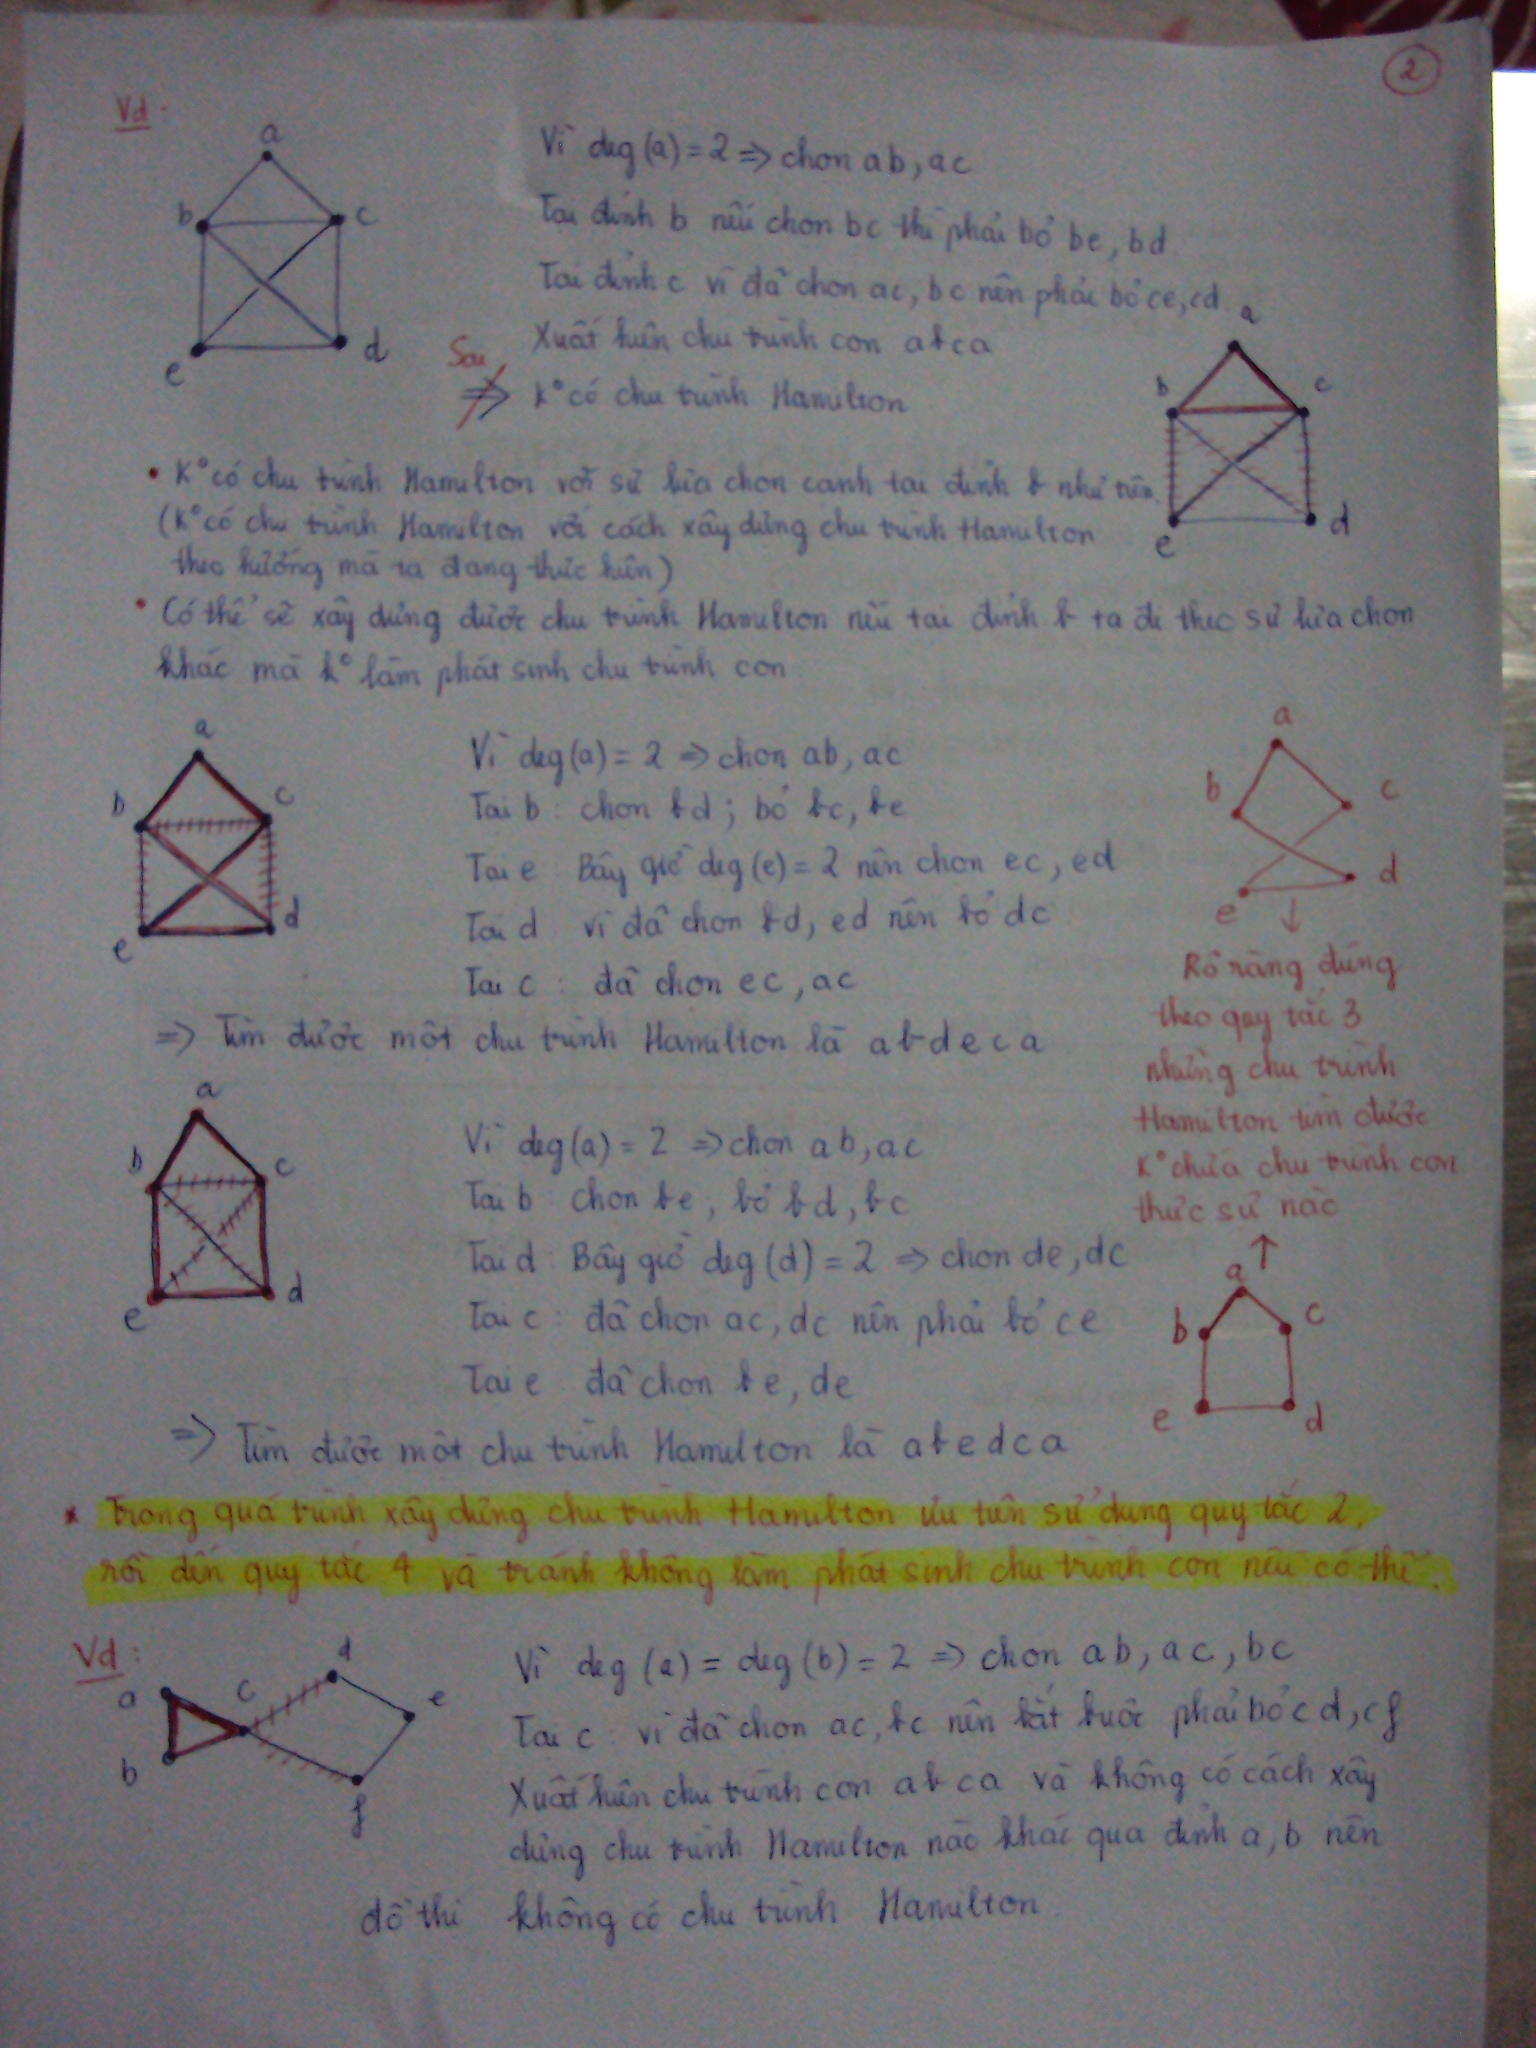 2
Vd:
a
b
c
e
d
Vì deg(a) = 2 => chọn ab, ac
Tại đỉnh b nếu chọn bc thì phải bỏ be, bd
Tại đỉnh c vì đã chọn ac, bc nên phải bỏ ce, cd
Xuất hiện chu trình con abca
Sai
=> K° có chu trình Hamilton
a
b
c
e
d
• K° có chu trình Hamilton với sự lựa chọn cạnh tại đỉnh b như trên.
(K° có chu trình Hamilton với cách xây dựng chu trình Hamilton
theo hướng mà ta đang thực hiện)
• Có thể sẽ xây dựng được chu trình Hamilton nếu tại đỉnh b ta đi theo sự lựa chọn
khác mà k° làm phát sinh chu trình con
a
b
c
e
d
Vì deg(a) = 2 => chọn ab, ac
Tại b: chọn bd; bỏ bc, be
Tại e: Bây giờ deg(e) = 2 nên chọn ec, ed
Tại d: vì đã chọn bd, ed nên bỏ dc
Tại c: đã chọn ec, ac
=> Tìm được một chu trình Hamilton là abdeca
a
b
c
d
e
Rõ ràng đúng
theo quy tắc 3
nhưng chu trình
Hamilton tìm được
K° chứa chu trình con
thực sự nào
a
b
c
e
d
a
b
c
e
d
Vì deg(a) = 2 => chọn ab, ac
Tại b: chọn be, bỏ bd, bc
Tại d: Bây giờ deg(d) = 2 => chọn de, dc
Tại c: đã chọn ac, dc nên phải bỏ ce
Tại e: đã chọn be, de
=> Tìm được một chu trình Hamilton là abedca
* Trong quá trình xây dựng chu trình Hamilton ưu tiên sử dụng quy tắc 2,
rồi đến quy tắc 4 và tránh không làm phát sinh chu trình con nếu có thể.
Vd:
a
b
c
d
e
f
Vì deg(a) = deg(b) = 2 => chọn ab, ac, bc
Tại c: vì đã chọn ac, bc nên bắt buộc phải bỏ cd, cf
Xuất hiện chu trình con abca và không có cách xây
dựng chu trình Hamilton nào khác qua đỉnh a, b nên
đồ thị không có chu trình Hamilton.